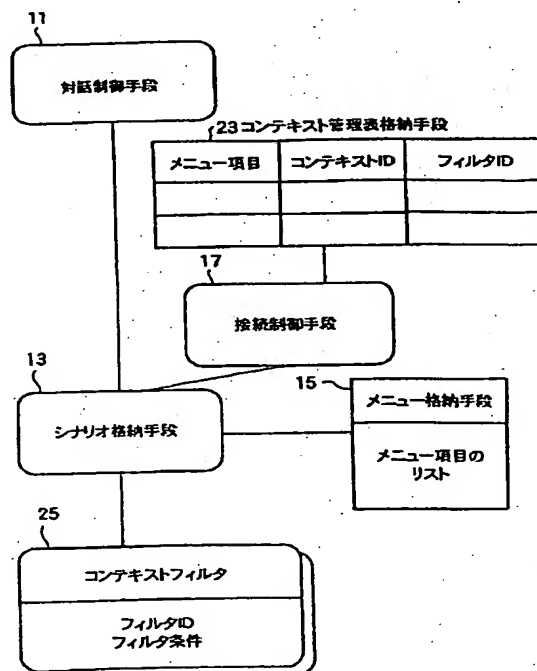 11
対話制御手段
23 コンテキスト管理表格納手段
メニュー項目 コンテキストID フィルタID
17
接続制御手段
13
シナリオ格納手段
15
メニュー格納手段
メニュー項目の
リスト
25
コンテキストフィルタ
フィルタID
フィルタ条件